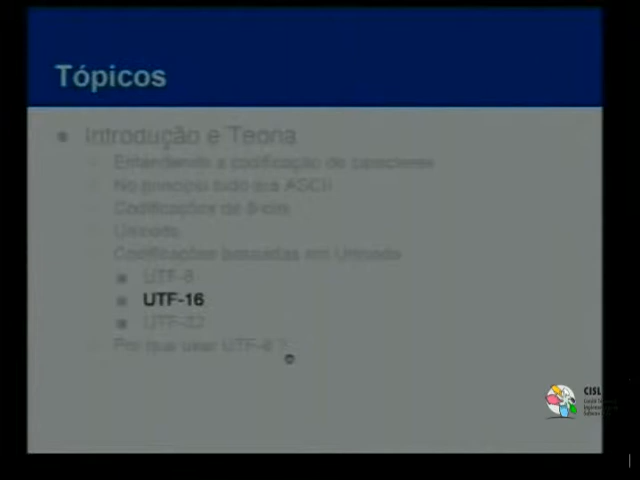 Tópicos
Introdução e Teoria
Entendendo a codificação de caracteres
No princípio tudo era ASCII
Codificações de 8-bits
Unicode
Codificações baseadas em Unicode
UTF-8
UTF-16
UTF-32
Por que usar UTF-8 ?
CISL